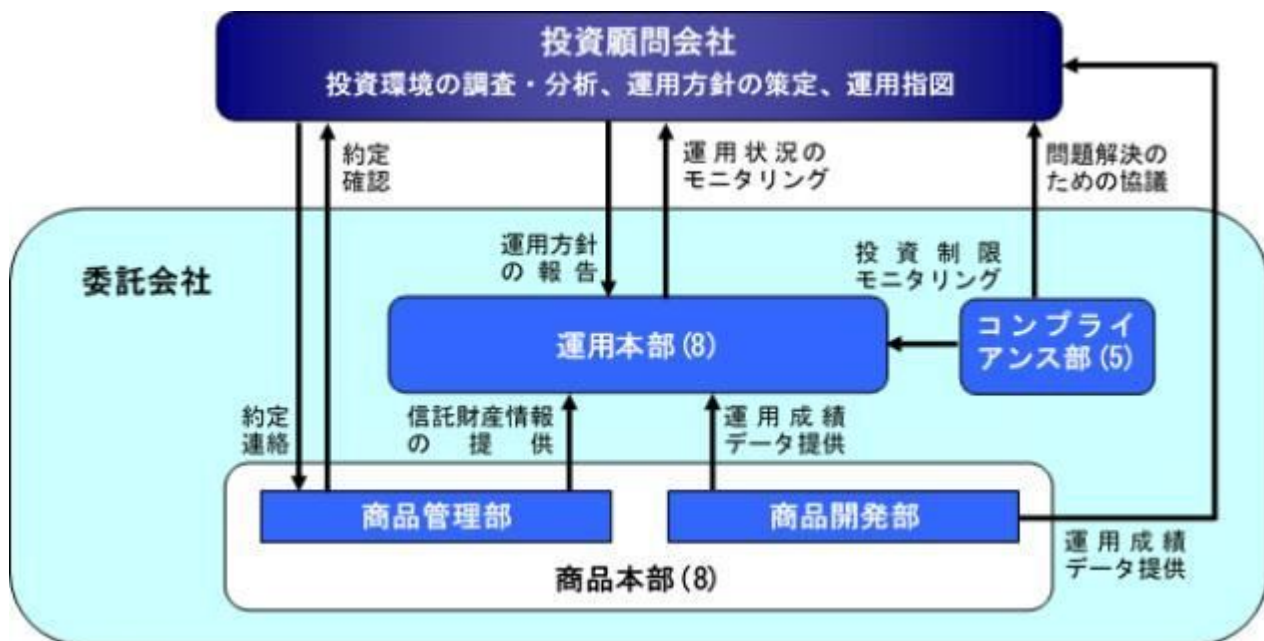 投資顧問会社
投資環境の調査・分析、運用方針の策定、運用指図
約定
確認
運用状況の
モニタリング
問題解決の
ための協議
運用方針
の報告
投資制限
モニタリング
委託会社
運用本部(8)
コンプライ
アンス部(5)
約定
連絡
信託財産情報
の提供
運用成績
データ提供
商品管理部
商品開発部
運用成績
データ提供
商品本部(8)